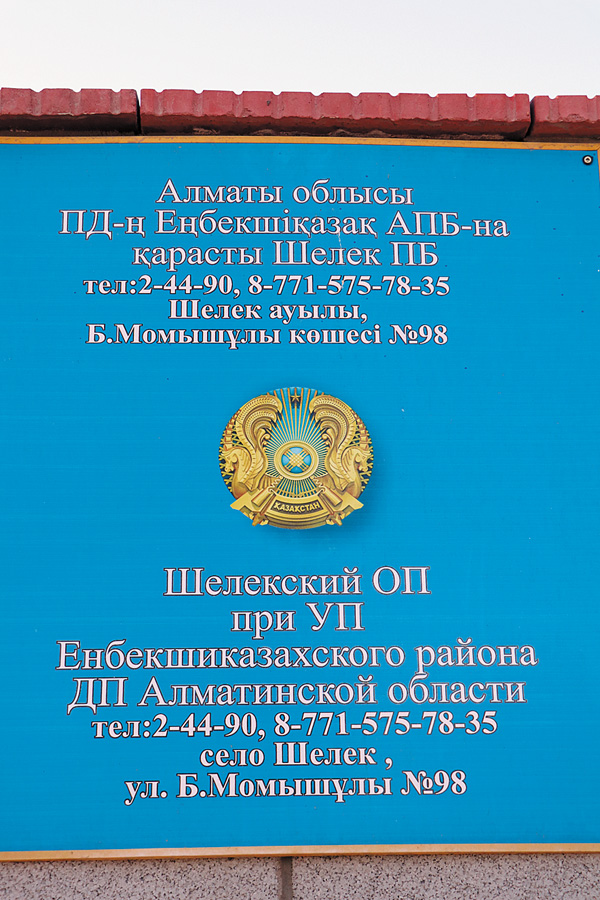 Алматы облысы
ПД-ң Еңбекшіқазақ АПБ-на
қарасты Шелек ПБ
тел:2-44-90, 8-771-575-78-35
Шелек ауылы,
Б.Момышұлы көшесі №98
ҚАЗАҚСТАН
Шелекский ОП
при УП
Енбекшиказахского района
ДП Алматинской области
тел:2-44-90, 8-771-575-78-35
село Шелек ,
ул. Б.Момышұлы №98